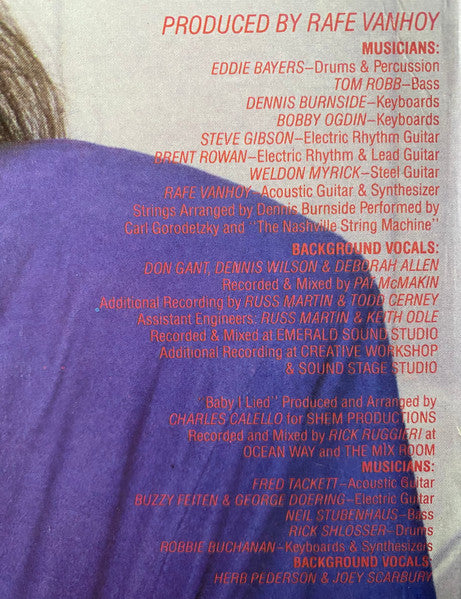 PRODUCED BY RAFE VANHOY
MUSICIANS:
EDDIE BAYERS–Drums & Percussion
TOM ROBB–Bass
DENNIS BURNSIDE–Keyboards
BOBBY OGDIN–Keyboards
STEVE GIBSON–Electric Rhythm Guitar
BRENT ROWAN–Electric Rhythm & Lead Guitar
WELDON MYRICK–Steel Guitar
RAFE VANHOY–Acoustic Guitar & Synthesizer
Strings Arranged by Dennis Burnside Performed by
Carl Gorodetzky and "The Nashville String Machine"
BACKGROUND VOCALS:
DON GANT, DENNIS WILSON & DEBORAH ALLEN
Recorded & Mixed by PAT McMAKIN
Additional Recording by RUSS MARTIN & TODD CERNEY
Assistant Engineers: RUSS MARTIN & KEITH ODLE
Recorded & Mixed at EMERALD SOUND STUDIO
Additional Recording at CREATIVE WORKSHOP
& SOUND STAGE STUDIO
"Baby I Lied" Produced and Arranged by
CHARLES CALELLO for SHEM PRODUCTIONS
Recorded and Mixed by RICK RUGGIERI at
OCEAN WAY and THE MIX ROOM
MUSICIANS:
FRED TACKETT–Acoustic Guitar
BUZZY FEITEN & GEORGE DOERING–Electric Guitar
NEIL STUBENHAUS–Bass
RICK SHLOSSER–Drums
ROBBIE BUCHANAN–Keyboards & Synthesizers
BACKGROUND VOCALS:
HERB PEDERSON & JOEY SCARBURY